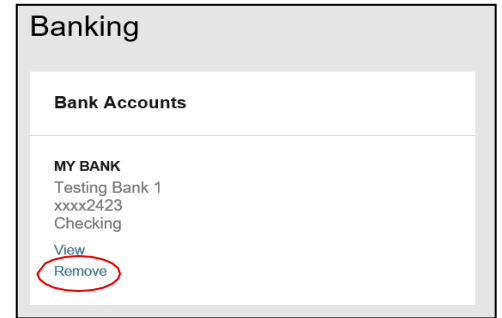 Banking
Bank Accounts
MY BANK
Testing Bank 1
xxxx2423
Checking
View
Remove